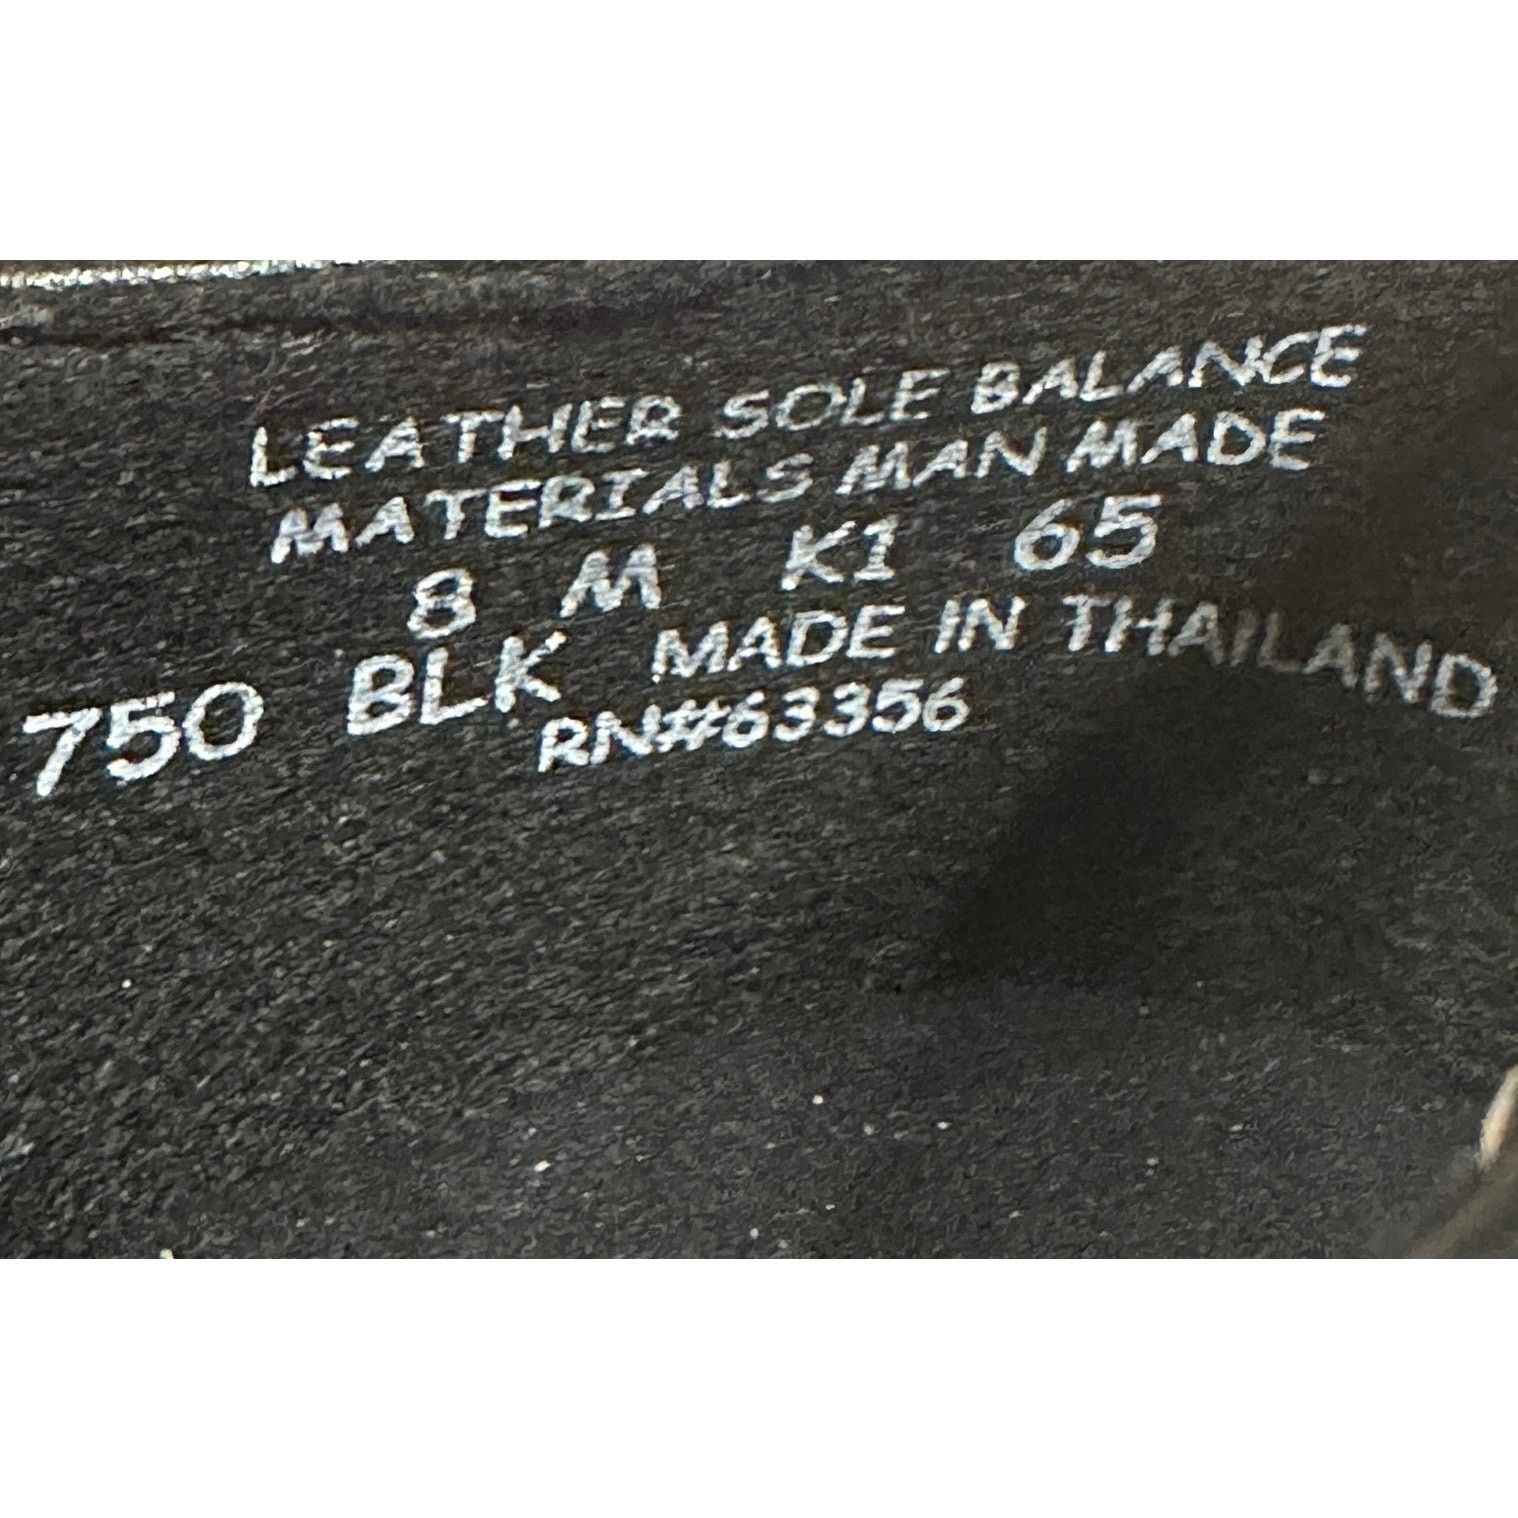 LEATHER SOLE BALANCE
MATERIALS MAN MADE
8 M K1 65
750 BLK MADE IN THAILAND
RN#63356